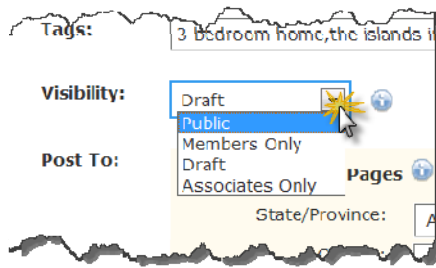 Tags: 3 bedroom home,the islands i
Visibility: Draft
Public
Members Only
Draft
Associates Only
Post To:
Pages
State/Province: A